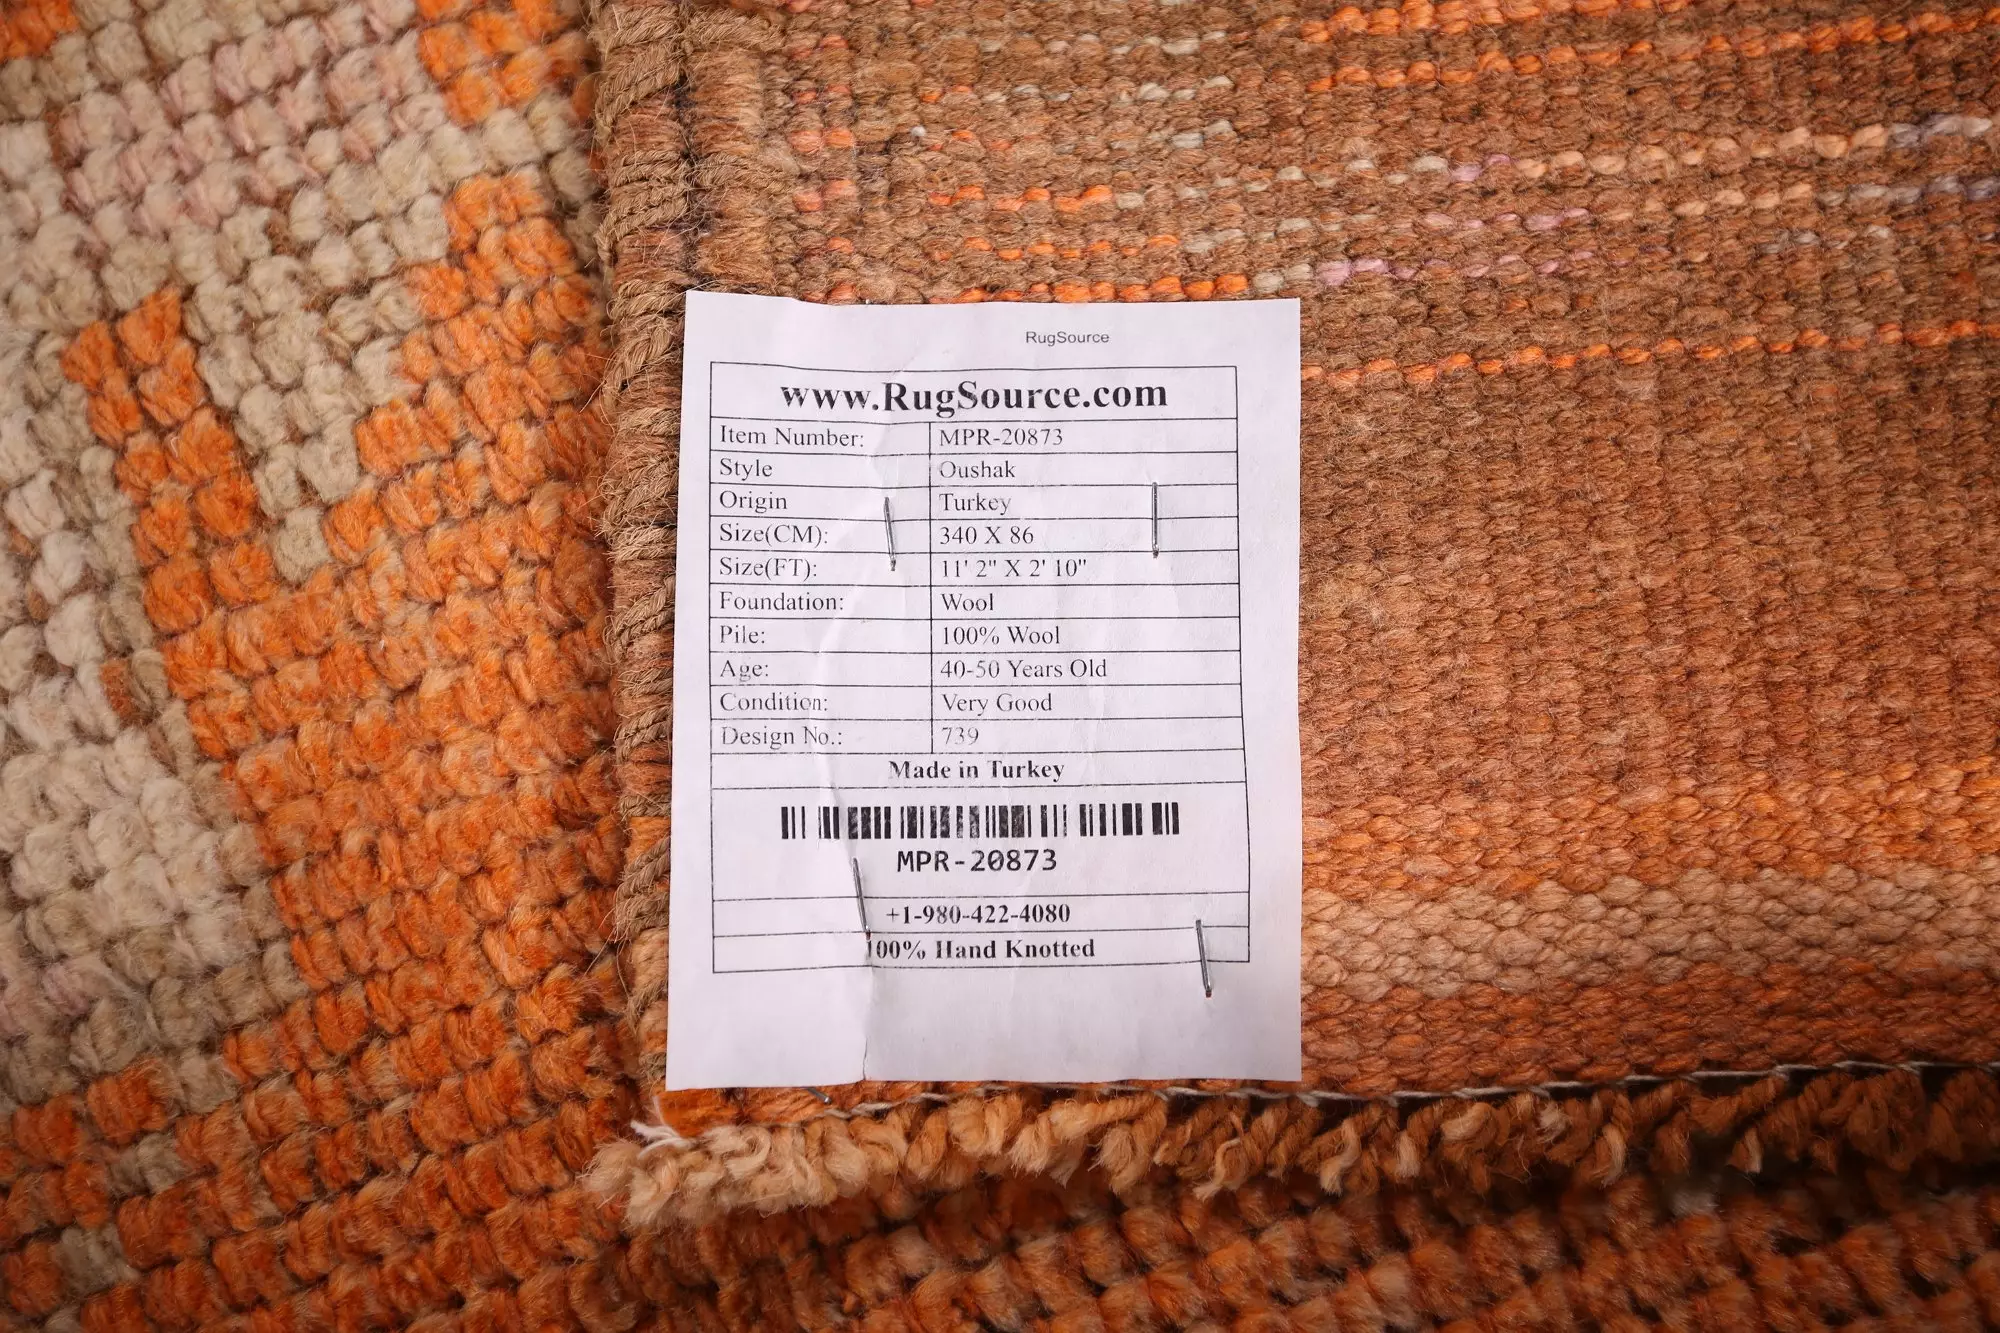 RugSource
www.RugSource.com
Item Number: MPR-20873
Style Oushak
Origin Turkey
Size(CM): 340 X 86
Size(FT): 11' 2" X 2' 10"
Foundation: Wool
Pile: 100% Wool
Age: 40-50 Years Old
Condition: Very Good
Design No.: 739
Made in Turkey
MPR-20873
+1-980-422-4080
100% Hand Knotted